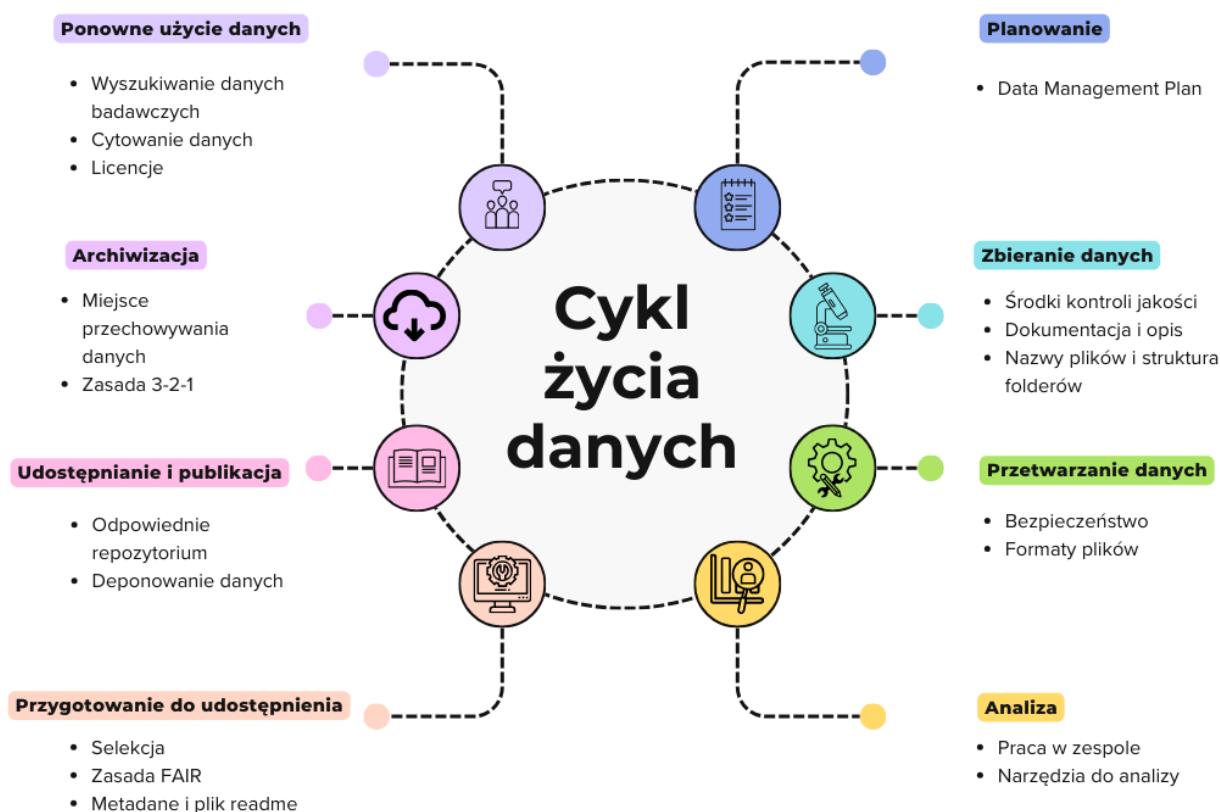 Ponowne użycie danych
• Wyszukiwanie danych
badawczych
• Cytowanie danych
• Licencje
Planowanie
• Data Management Plan
Archiwizacja
• Miejsce
przechowywania
danych
• Zasada 3-2-1
Cykl
życia
danych
Zbieranie danych
• Środki kontroli jakości
• Dokumentacja i opis
• Nazwy plików i struktura
folderów
Udostępnianie i publikacja
• Odpowiednie
repozytorium
• Deponowanie danych
Przetwarzanie danych
• Bezpieczeństwo
• Formaty plików
Przygotowanie do udostępnienia
• Selekcja
• Zasada FAIR
• Metadane i plik readme
Analiza
• Praca w zespole
• Narzędzia do analizy